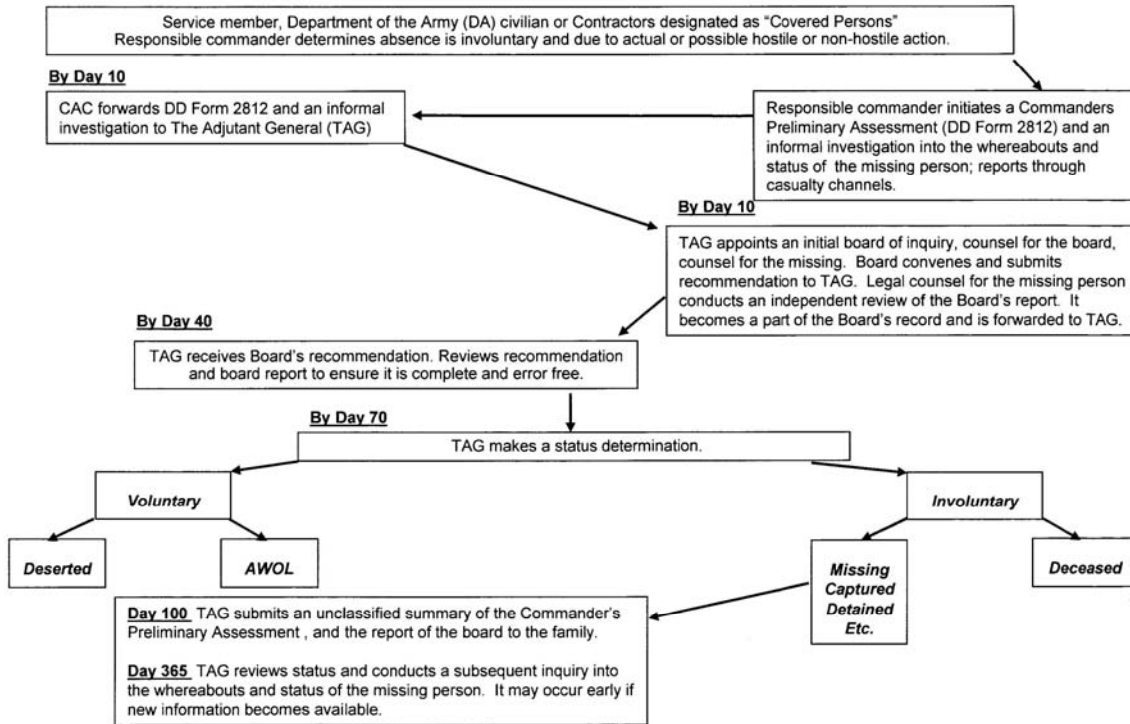 Service member, Department of the Army (DA) civilian or Contractors designated as “Covered Persons”
Responsible commander determines absence is involuntary and due to actual or possible hostile or non-hostile action.
By Day 10
CAC forwards DD Form 2812 and an informal
investigation to The Adjutant General (TAG)
Responsible commander initiates a Commanders
Preliminary Assessment (DD Form 2812) and an
informal investigation into the whereabouts and
status of the missing person; reports through
casualty channels.
By Day 10
TAG appoints an initial board of inquiry, counsel for the board,
counsel for the missing. Board convenes and submits
recommendation to TAG. Legal counsel for the missing person
conducts an independent review of the Board’s report. It
becomes a part of the Board’s record and is forwarded to TAG.
By Day 40
TAG receives Board’s recommendation. Reviews recommendation
and board report to ensure it is complete and error free.
By Day 70
TAG makes a status determination.
Voluntary
Involuntary
Deserted
AWOL
Missing
Captured
Detained
Etc.
Deceased
Day 100 TAG submits an unclassified summary of the Commander’s
Preliminary Assessment , and the report of the board to the family.
Day 365 TAG reviews status and conducts a subsequent inquiry into
the whereabouts and status of the missing person. It may occur early if
new information becomes available.